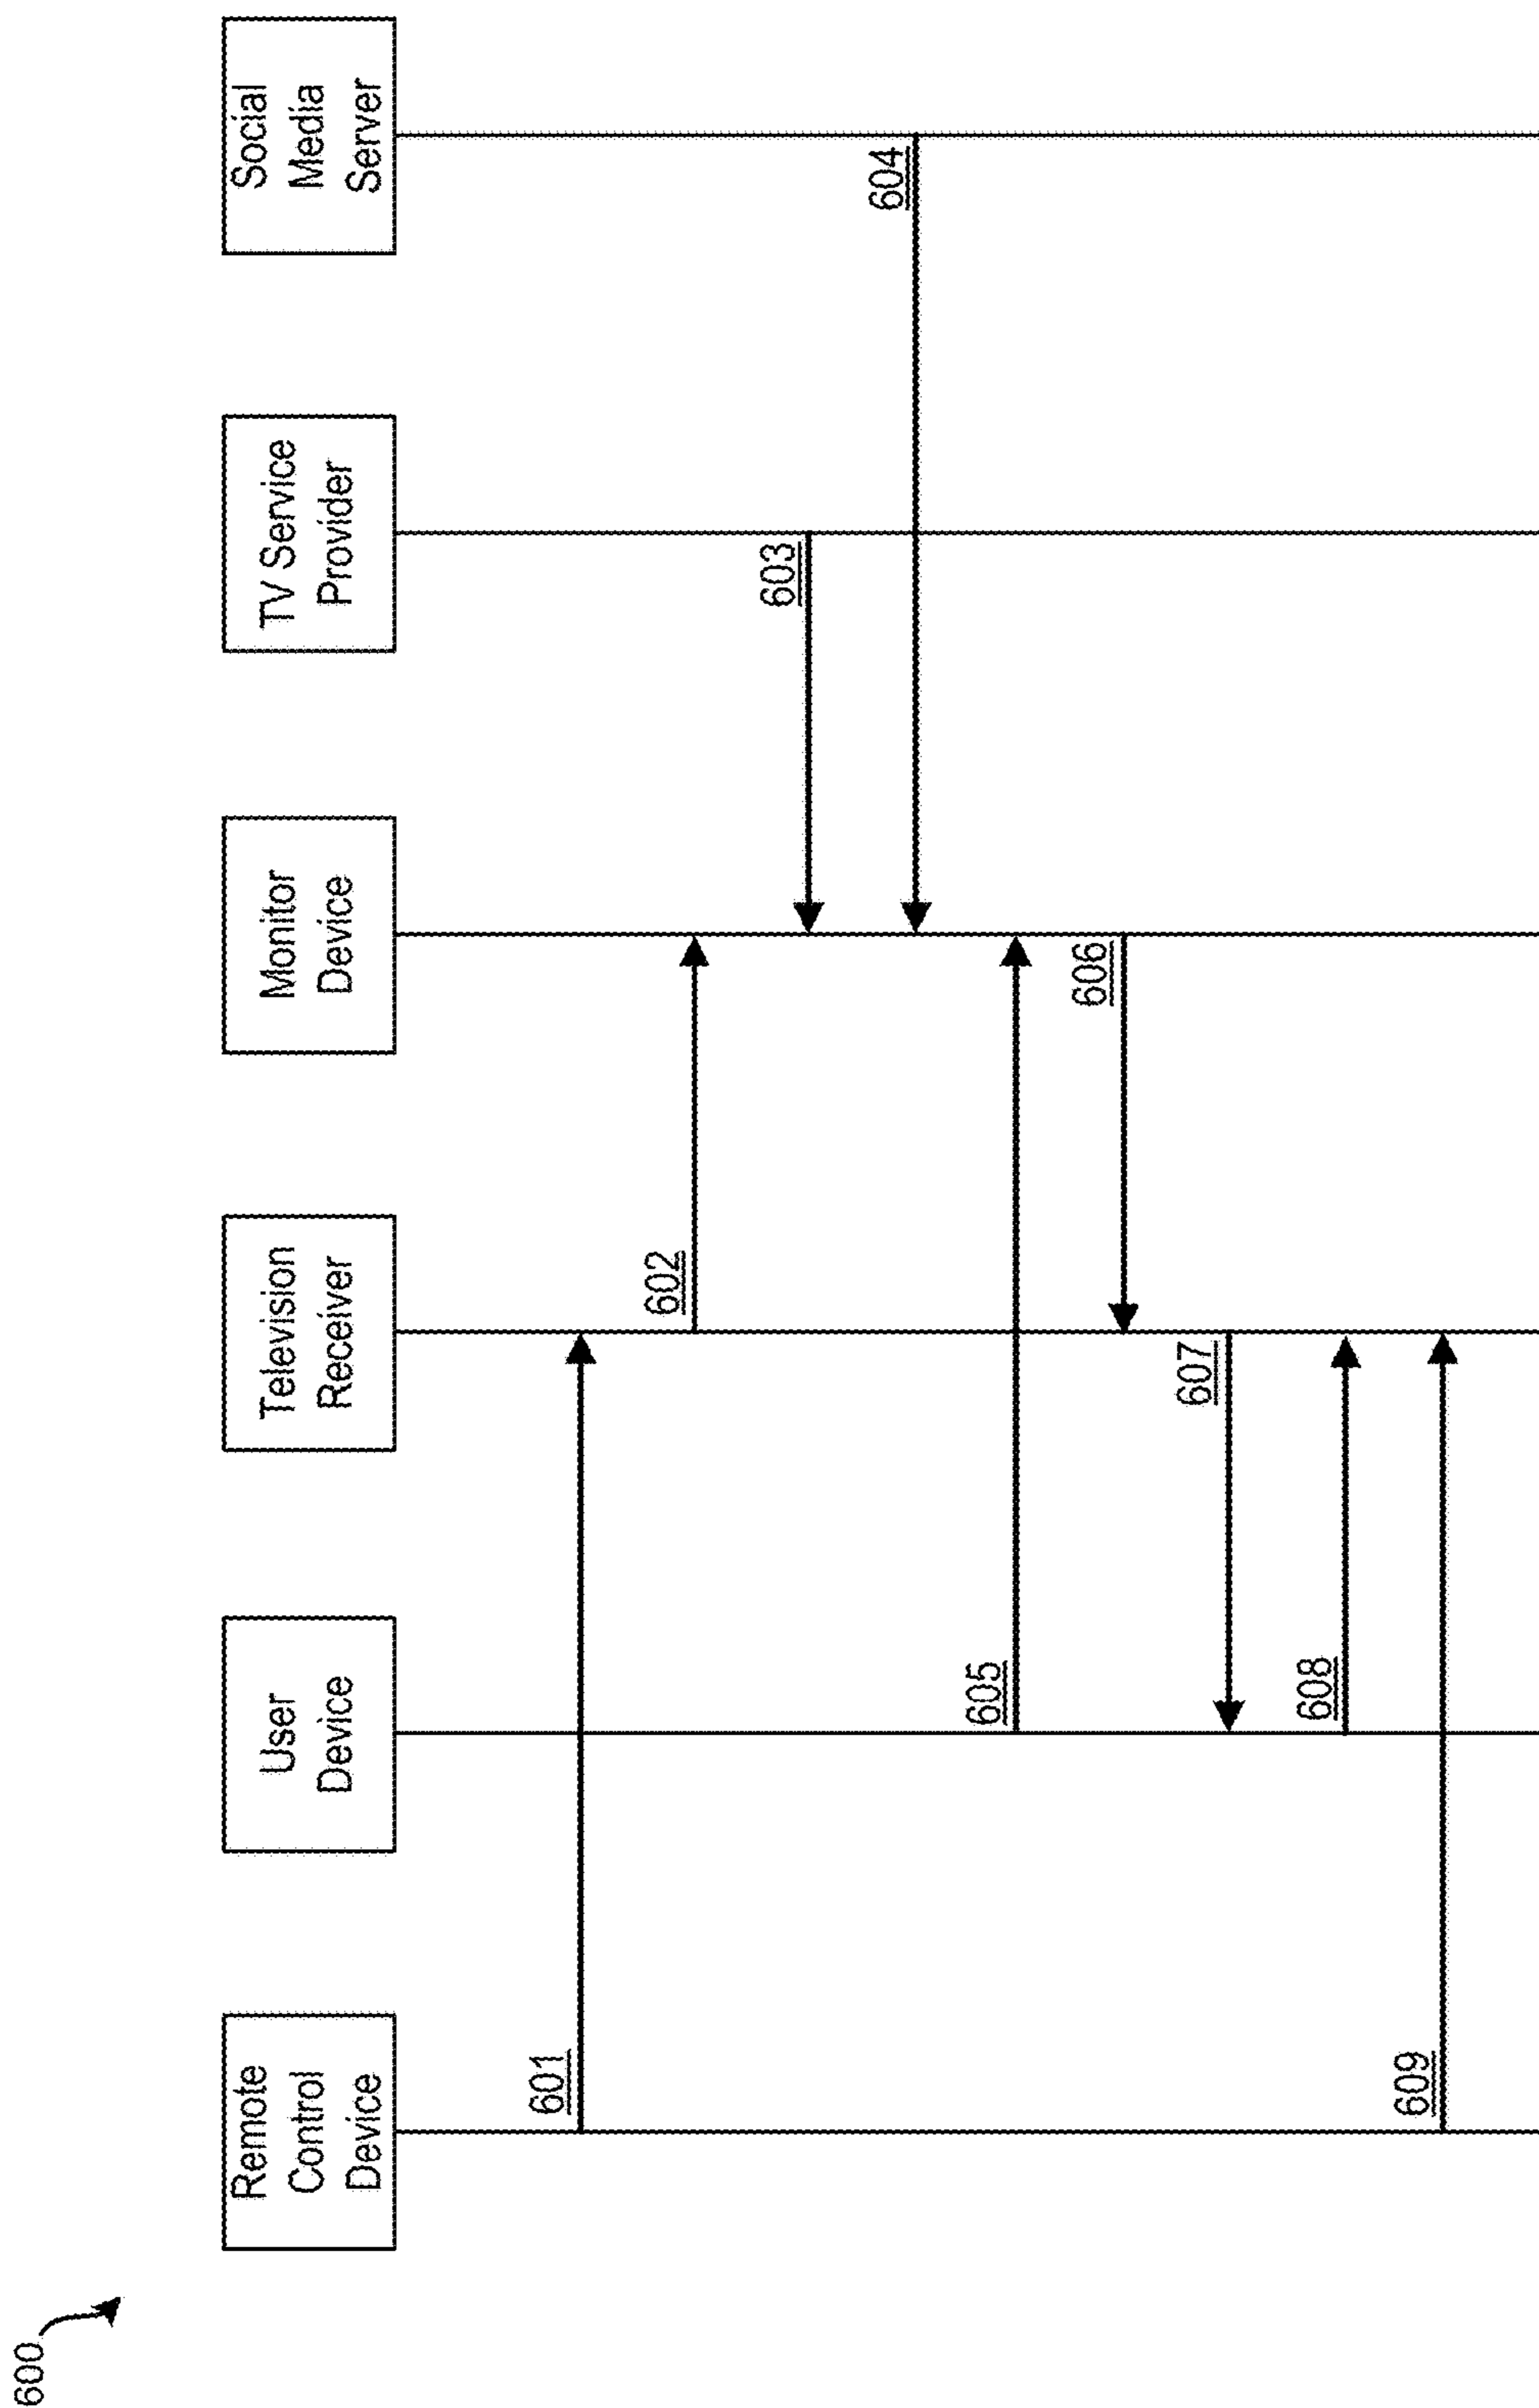 600
Remote
Control
Device
User
Device
Television
Receiver
Monitor
Device
TV Service
Provider
Social
Media
Server
601
602
603
604
605
606
607
608
609